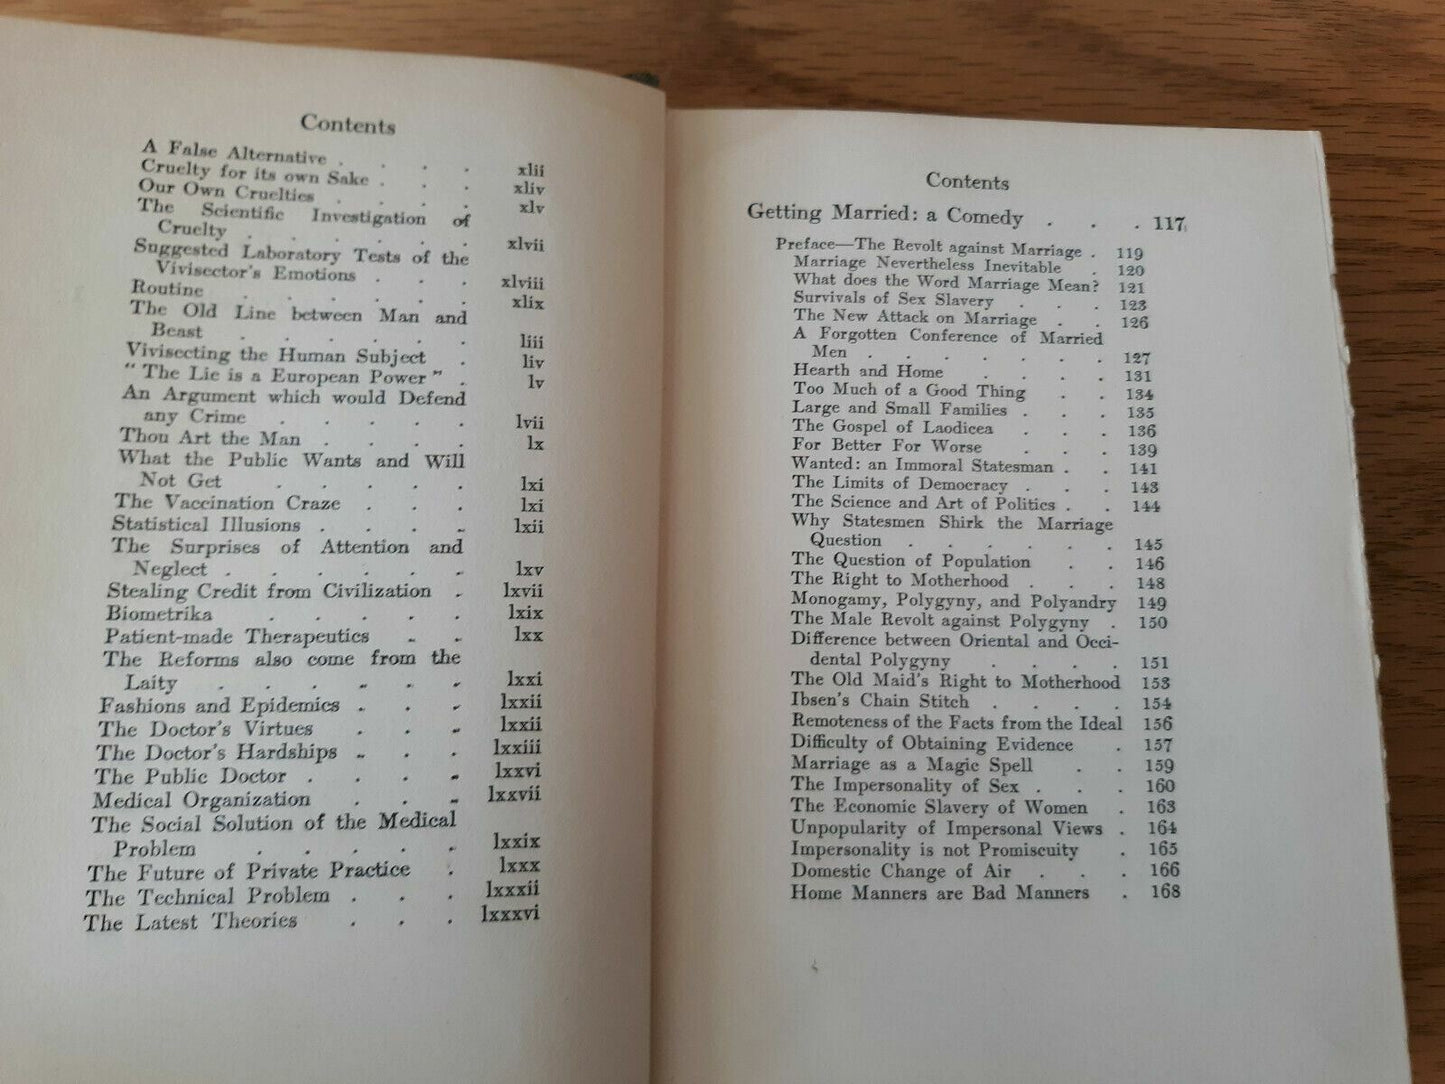 Contents
A False Alternative . . . . xlii
Cruelty for its own Sake . . . xliv
Our Own Cruelties . . . . xlv
The Scientific Investigation of
Cruelty . . . . . . xlvii
Suggested Laboratory Tests of the
Vivisector's Emotions . . . xlviii
Routine . . . . . . xlix
The Old Line between Man and
Beast . . . . . . liii
Vivisecting the Human Subject . liv
"The Lie is a European Power" . lv
An Argument which would Defend
any Crime . . . . . lvii
Thou Art the Man . . . . lx
What the Public Wants and Will
Not Get . . . . . lxi
The Vaccination Craze . . . lxi
Statistical Illusions . . . . lxii
The Surprises of Attention and
Neglect . . . . . . lxv
Stealing Credit from Civilization . lxvii
Biometrika . . . . . lxix
Patient-made Therapeutics . . lxx
The Reforms also come from the
Laity . . . . . . lxxi
Fashions and Epidemics . . . lxxii
The Doctor's Virtues . . . lxxii
The Doctor's Hardships . . . lxxiii
The Public Doctor . . . . lxxvi
Medical Organization . . . lxxvii
The Social Solution of the Medical
Problem . . . . . lxxix
The Future of Private Practice . lxxx
The Technical Problem . . . lxxxii
The Latest Theories . . . lxxxvi
Contents
Getting Married: a Comedy . . . 117
Preface—The Revolt against Marriage . 119
Marriage Nevertheless Inevitable . 120
What does the Word Marriage Mean? 121
Survivals of Sex Slavery . . . 123
The New Attack on Marriage . . 126
A Forgotten Conference of Married
Men . . . . . . . 127
Hearth and Home . . . . 131
Too Much of a Good Thing . . 134
Large and Small Families . . . 135
The Gospel of Laodicea . . . 136
For Better For Worse . . . 139
Wanted: an Immoral Statesman . . 141
The Limits of Democracy . . . 143
The Science and Art of Politics . . 144
Why Statesmen Shirk the Marriage
Question . . . . . . 145
The Question of Population . . 146
The Right to Motherhood . . . 148
Monogamy, Polygyny, and Polyandry 149
The Male Revolt against Polygyny . 150
Difference between Oriental and Occi-
dental Polygyny . . . . 151
The Old Maid's Right to Motherhood 153
Ibsen's Chain Stitch . . . . 154
Remoteness of the Facts from the Ideal 156
Difficulty of Obtaining Evidence . 157
Marriage as a Magic Spell . . 159
The Impersonality of Sex . . . 160
The Economic Slavery of Women . 163
Unpopularity of Impersonal Views . 164
Impersonality is not Promiscuity . 165
Domestic Change of Air . . . 166
Home Manners are Bad Manners . 168